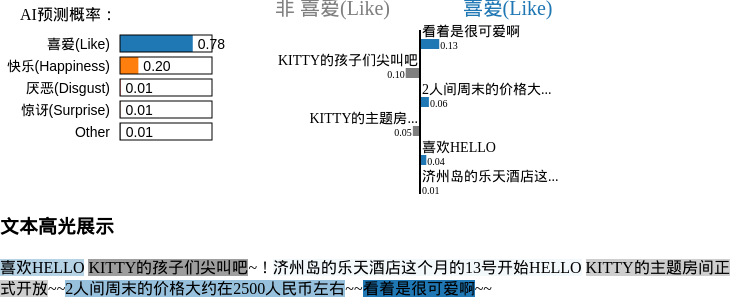 AI预测概率：
喜爱(Like) 0.78
快乐(Happiness) 0.20
厌恶(Disgust) 0.01
惊讶(Surprise) 0.01
Other 0.01
非 喜爱(Like) 喜爱(Like)
看着是很可爱啊
0.13
KITTY的孩子们尖叫吧
0.10
2人间周末的价格大...
0.06
KITTY的主题房...
0.05
喜欢HELLO
0.04
济州岛的乐天酒店这...
0.01
文本高光展示
喜欢HELLO KITTY的孩子们尖叫吧~！济州岛的乐天酒店这个月的13号开始HELLO KITTY的主题房间正
式开放~~2人间周末的价格大约在2500人民币左右~~看着是很可爱啊~~